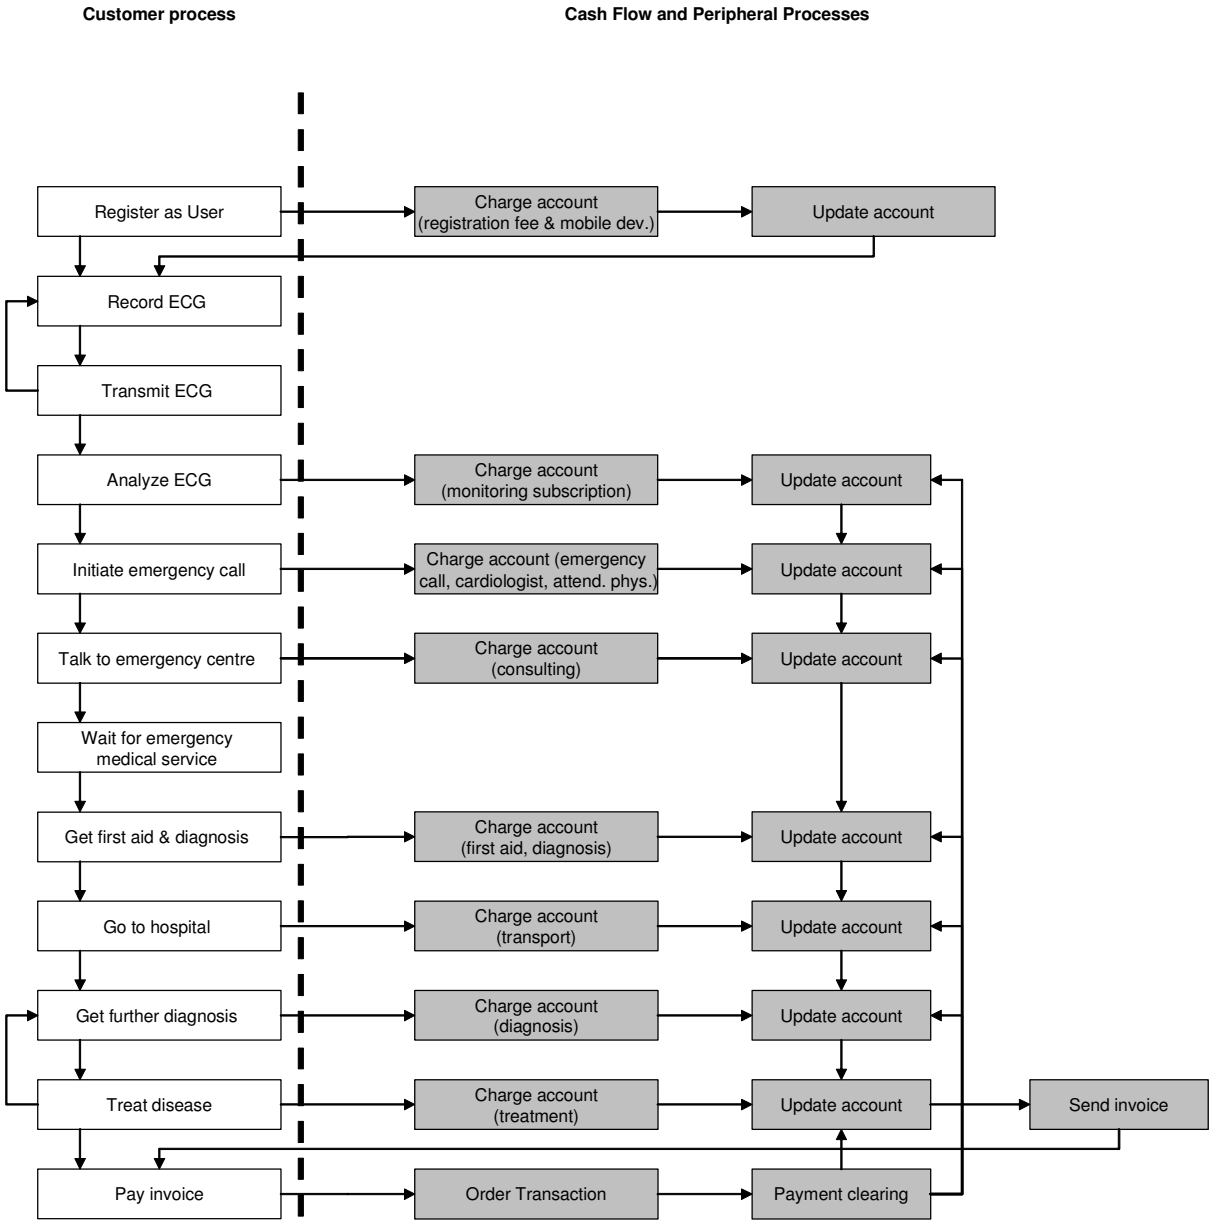 Customer process
Cash Flow and Peripheral Processes
Register as User
Charge account
(registration fee & mobile dev.)
Update account
Record ECG
Transmit ECG
Analyze ECG
Charge account
(monitoring subscription)
Update account
Initiate emergency call
Charge account (emergency
call, cardiologist, attend. phys.)
Update account
Talk to emergency centre
Charge account
(consulting)
Update account
Wait for emergency
medical service
Get first aid & diagnosis
Charge account
(first aid, diagnosis)
Update account
Go to hospital
Charge account
(transport)
Update account
Get further diagnosis
Charge account
(diagnosis)
Update account
Treat disease
Charge account
(treatment)
Update account
Send invoice
Pay invoice
Order Transaction
Payment clearing